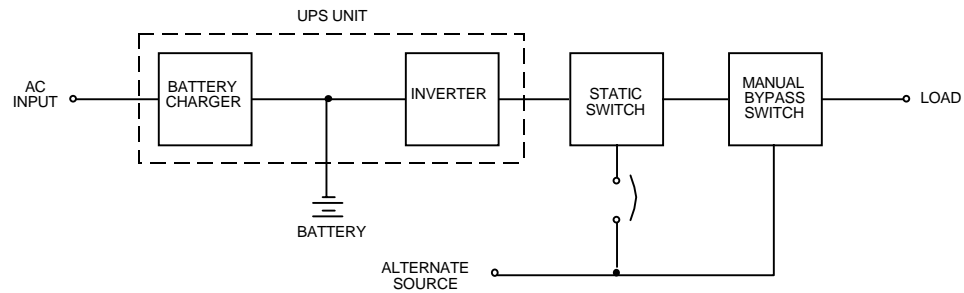 UPS UNIT
AC
INPUT
BATTERY
CHARGER
INVERTER
STATIC
SWITCH
MANUAL
BYPASS
SWITCH
LOAD
BATTERY
ALTERNATE
SOURCE